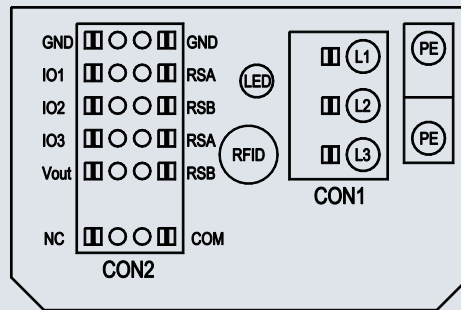 GND GND
IO1 RSA
IO2 RSB
IO3 RSA
Vout RSB
NC COM
CON2
LED
RFID
L1
L2
L3
CON1
PE
PE